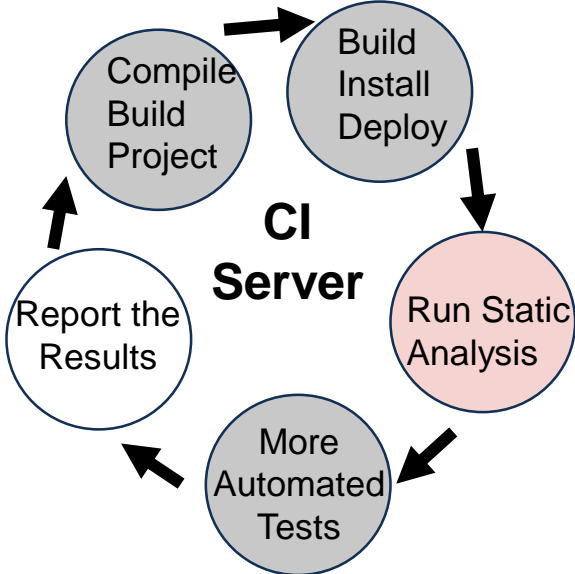 Compile
Build
Project
Build
Install
Deploy
CI
Server
Run Static
Analysis
More
Automated
Tests
Report the
Results